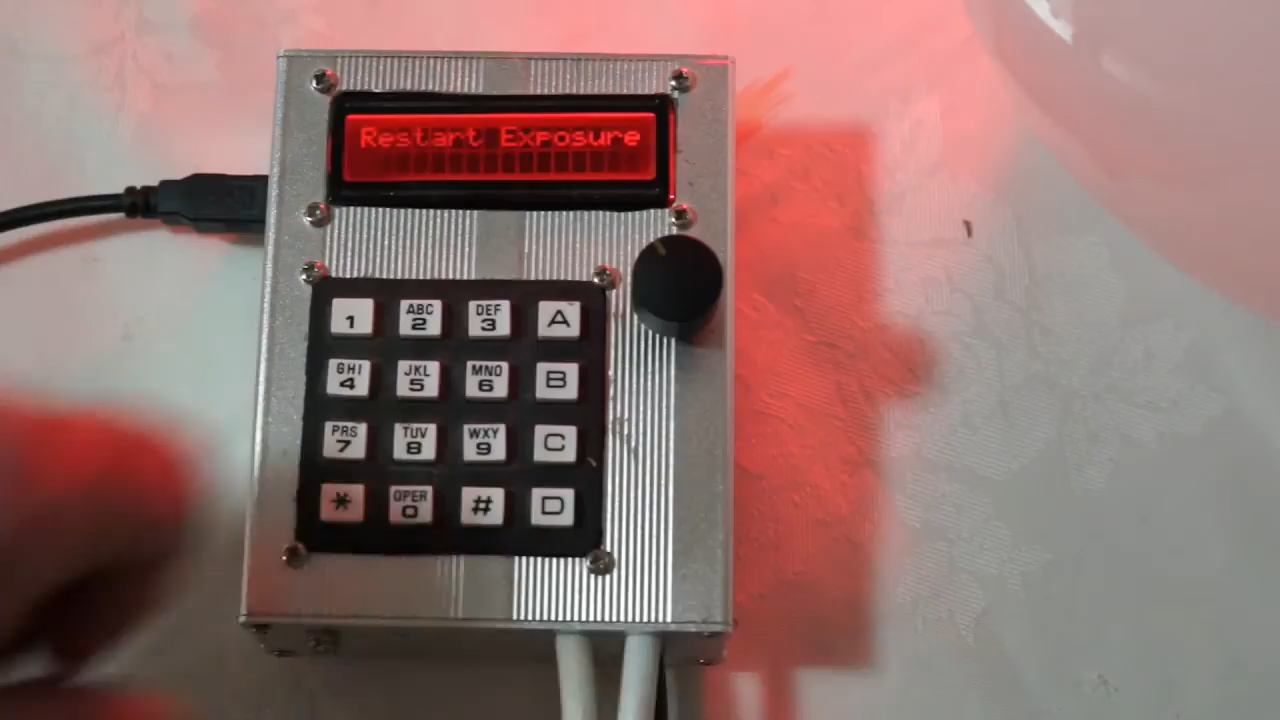 Restart Exposure
1 ABC 2 DEF 3 A
GHI 4 JKL 5 MNO 6 B
PRS 7 TUV 8 WXY 9 C
* OPER 0 # D